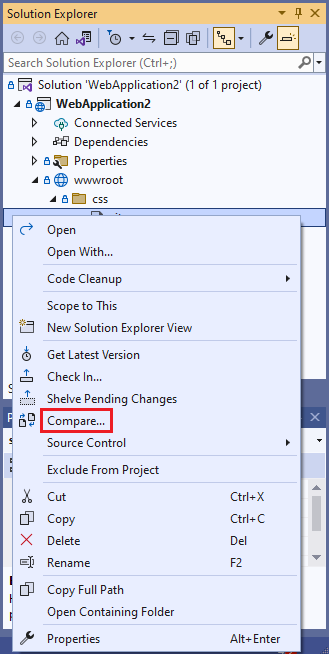 Solution Explorer
Search Solution Explorer (Ctrl+;)
Solution 'WebApplication2' (1 of 1 project)
WebApplication2
Connected Services
Dependencies
Properties
wwwroot
css
Open
Open With...
Code Cleanup
Scope to This
New Solution Explorer View
Get Latest Version
Check In...
Shelve Pending Changes
Compare...
Source Control
Exclude From Project
Cut Ctrl+X
Copy Ctrl+C
Delete Del
Rename F2
Copy Full Path
Open Containing Folder
Properties Alt+Enter